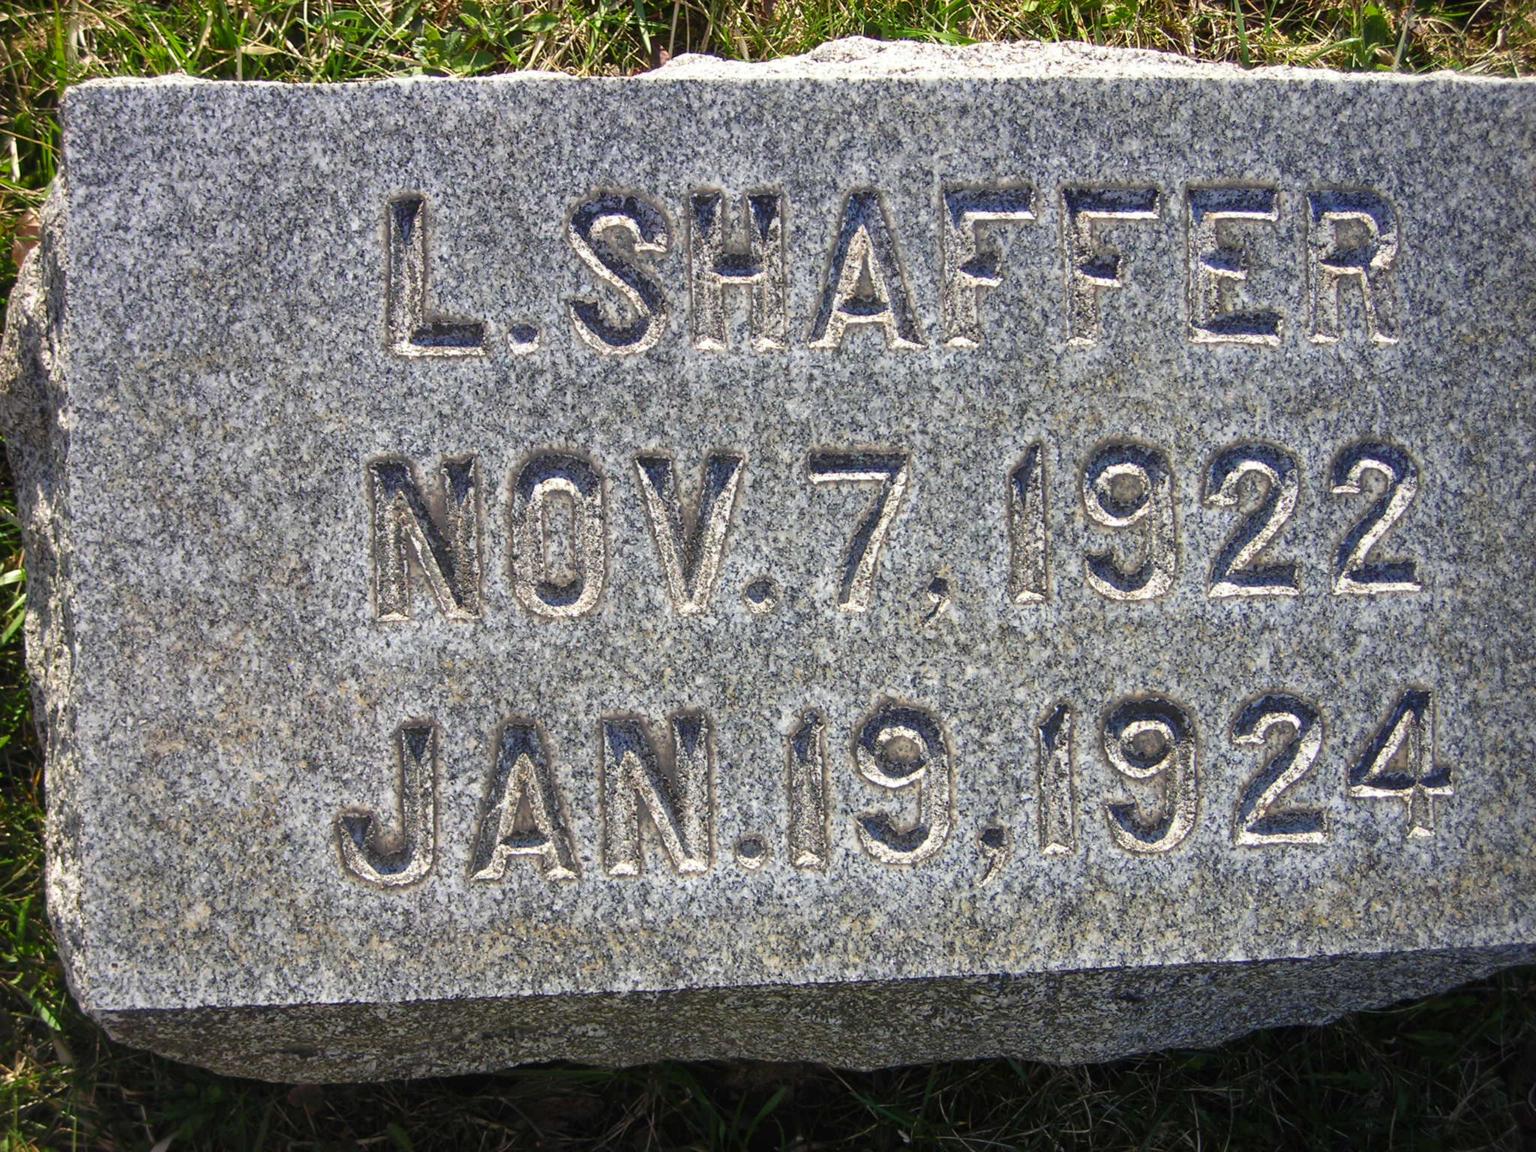 L. SHAFFER
NOV. 7, 1922
JAN. 19, 1924